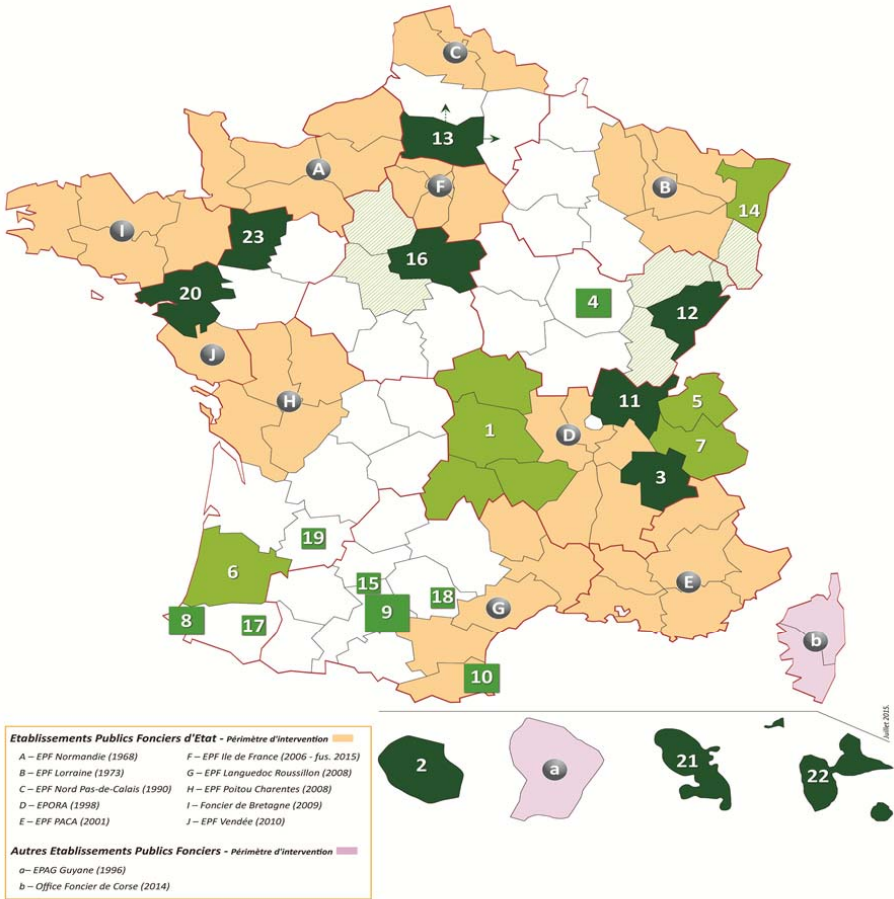 C
13
A
F
B
14
I
23
16
20
4
12
J
11
5
H
1
D
7
3
19
6
15
E
8
17
9
18
G
10
b
Juillet 2015.
2
a
21
22
Etablissements Publics Fonciers d'Etat - Périmètre d'intervention
A – EPF Normandie (1968)
F – EPF Ile de France (2006 - fus. 2015)
B – EPF Lorraine (1973)
G – EPF Languedoc Roussillon (2008)
C – EPF Nord Pas-de-Calais (1990)
H – EPF Poitou Charentes (2008)
D – EPORA (1998)
I – Foncier de Bretagne (2009)
E – EPF PACA (2001)
J – EPF Vendée (2010)
Autres Etablissements Publics Fonciers - Périmètre d'intervention
a– EPAG Guyane (1996)
b – Office Foncier de Corse (2014)